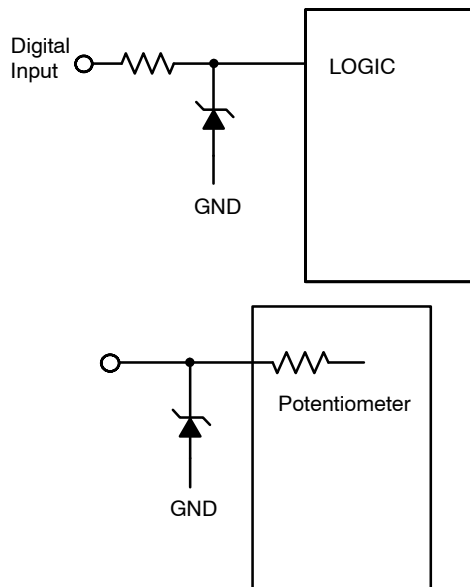 Digital
Input
LOGIC
GND
Potentiometer
GND